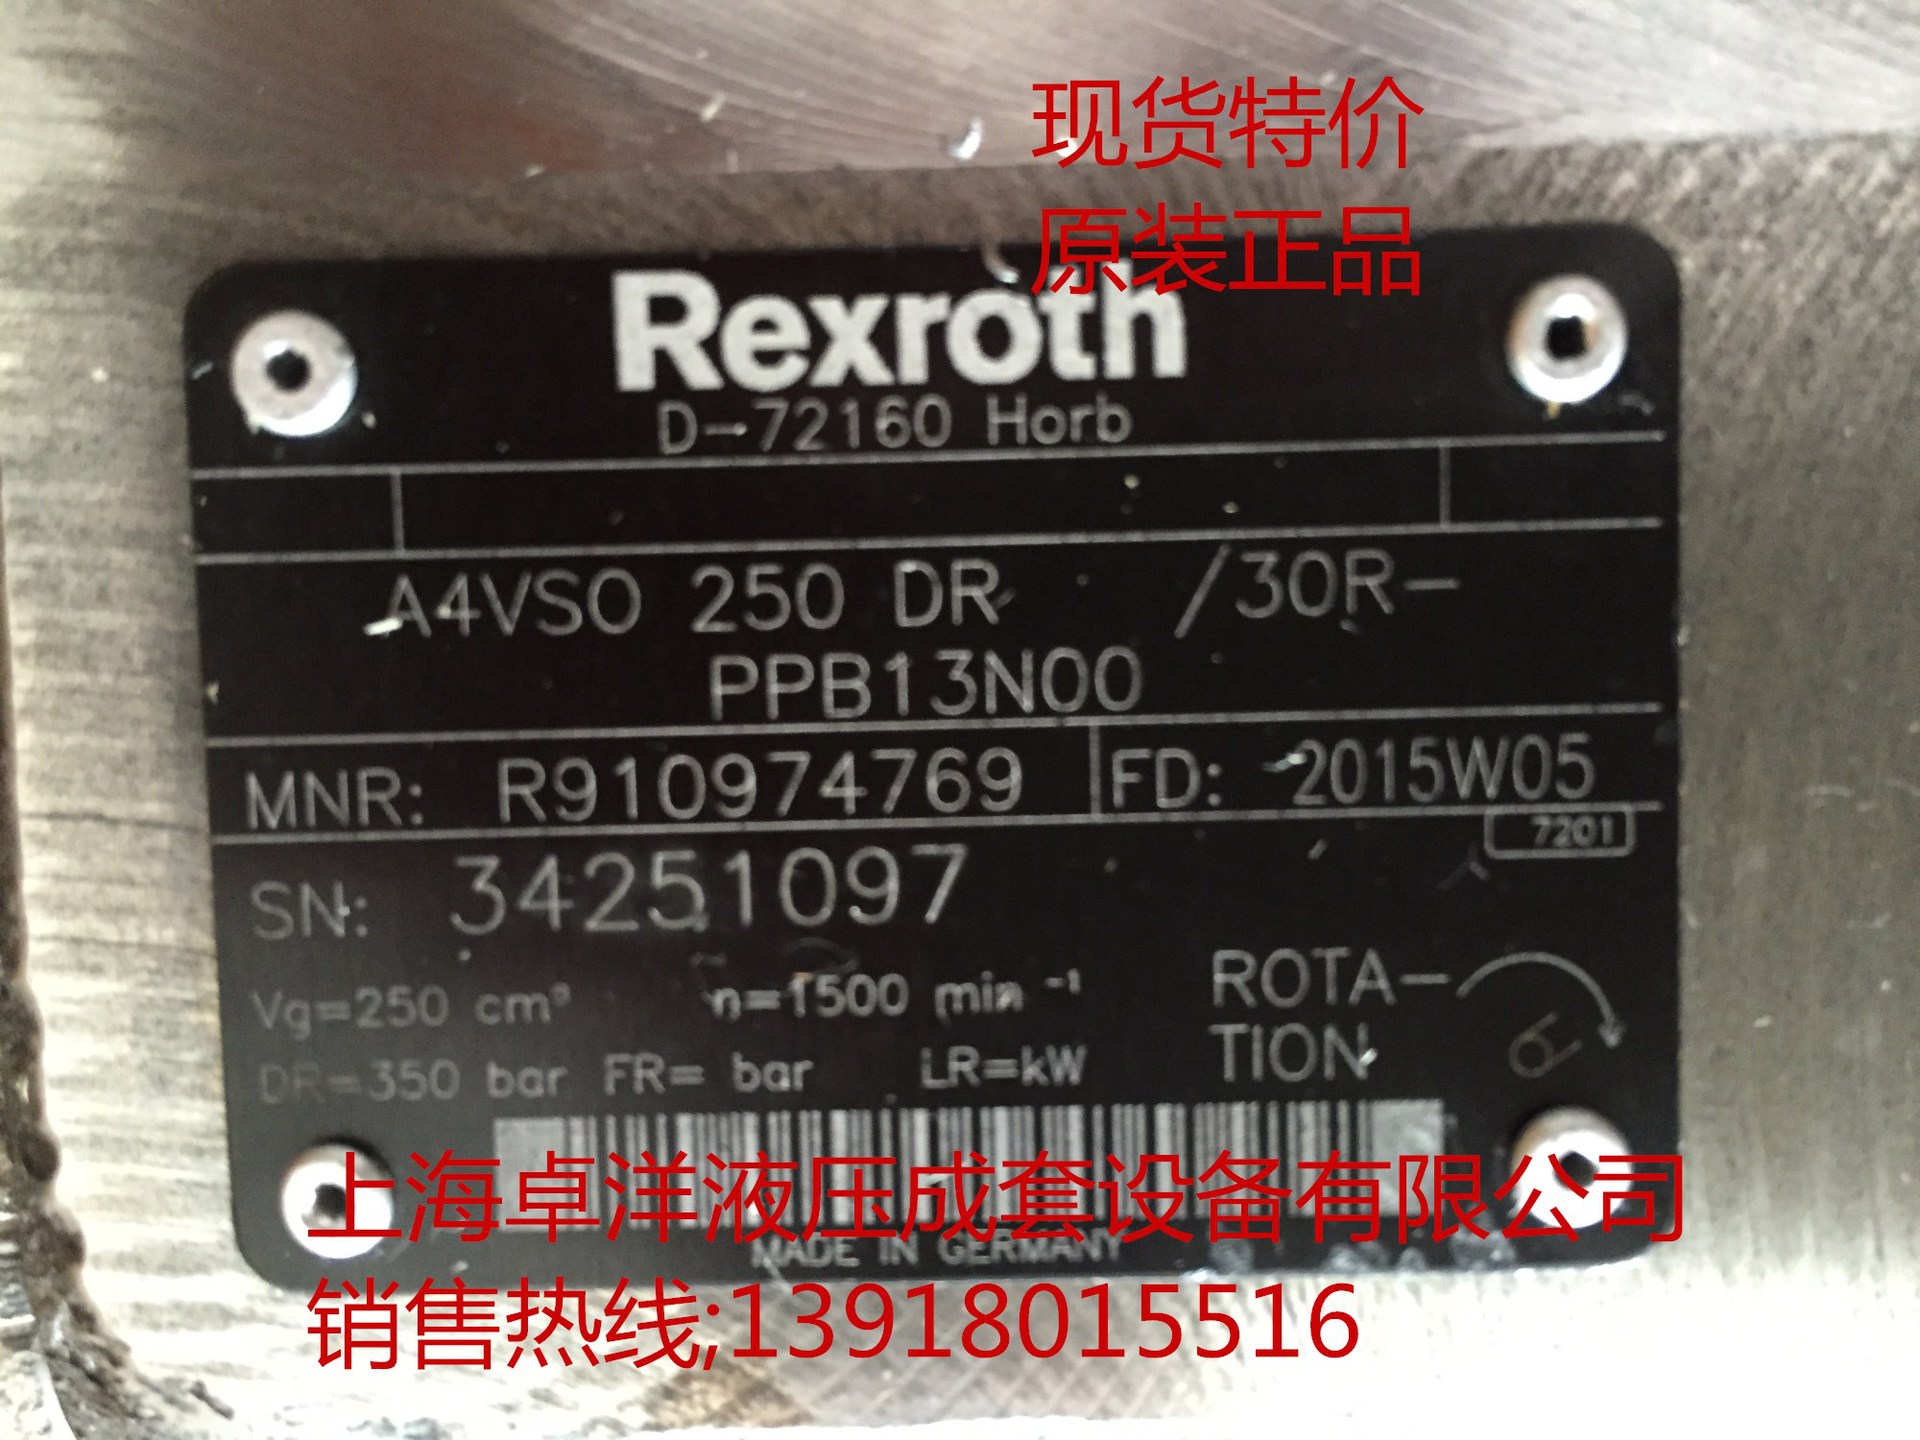 现货特价
原装正品
Rexroth
D-72160 Horb
A4VSO 250 DR /30R-
PPB13N00
MNR: R910974769 FD: 2015W05
7201
SN: 34251097
Vg=250 cm³ n=1500 min ⁻¹
ROTA-
TION
DR=350 bar FR= bar LR=kW
上海卓洋液压成套设备有限公司
MADE IN GERMANY
销售热线;13918015516